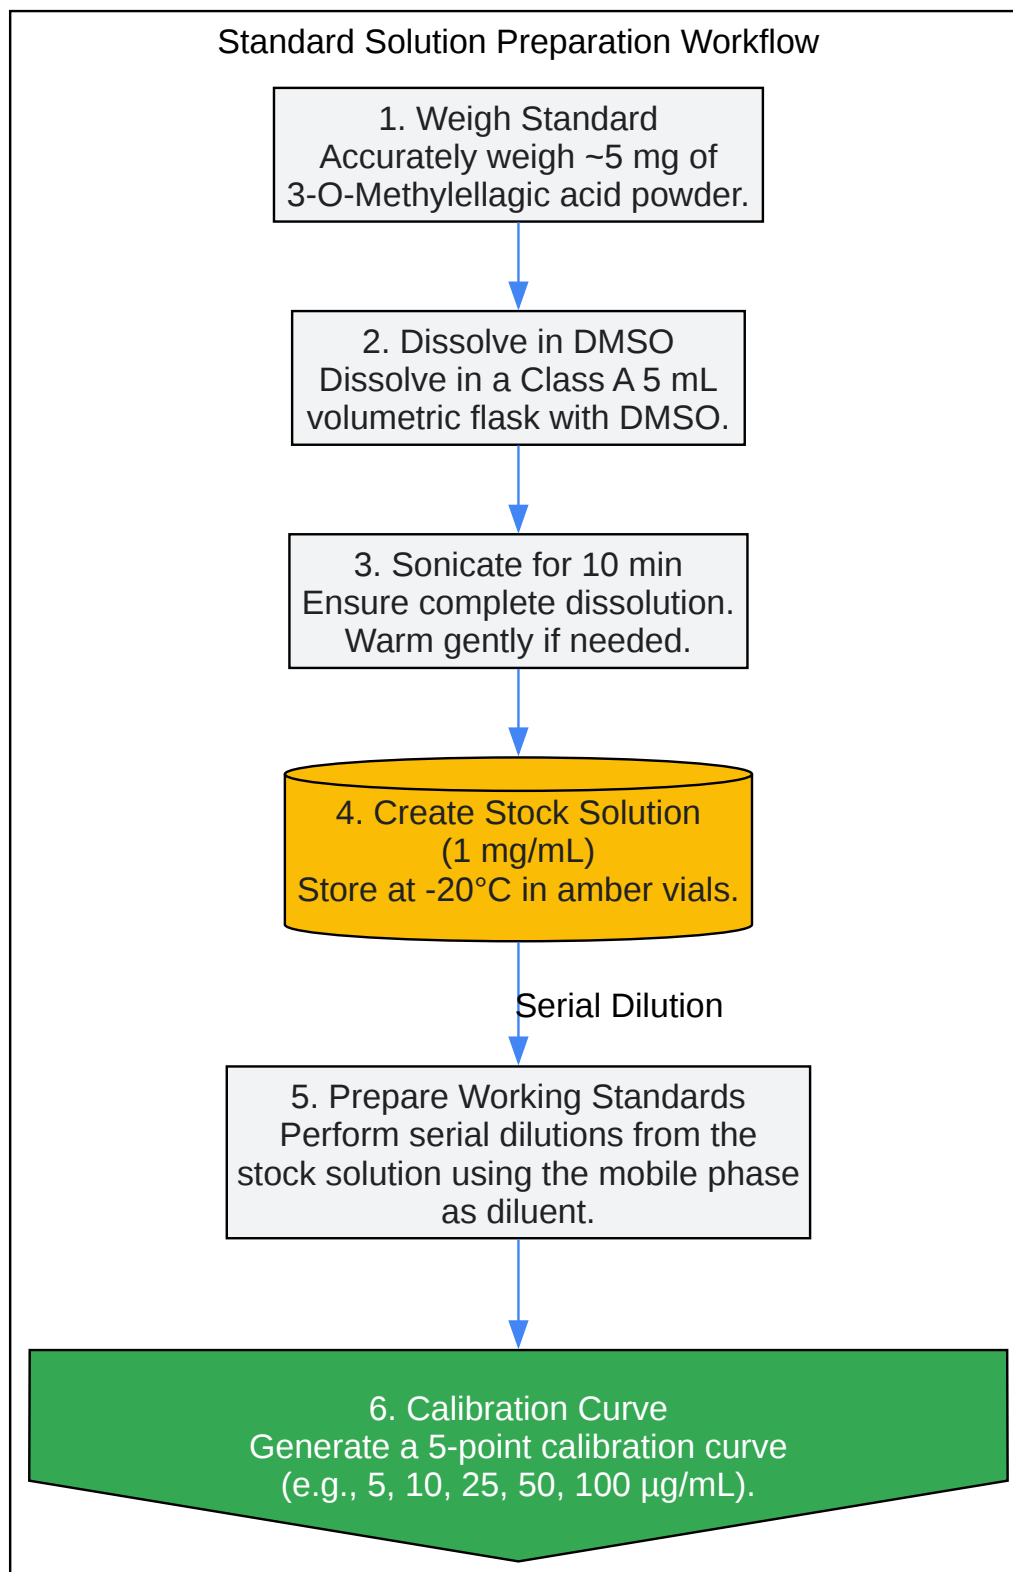 Standard Solution Preparation Workflow
1. Weigh Standard
Accurately weigh ~5 mg of
3-O-Methylellagic acid powder.
2. Dissolve in DMSO
Dissolve in a Class A 5 mL
volumetric flask with DMSO.
3. Sonicate for 10 min
Ensure complete dissolution.
Warm gently if needed.
4. Create Stock Solution
(1 mg/mL)
Store at -20°C in amber vials.
Serial Dilution
5. Prepare Working Standards
Perform serial dilutions from the
stock solution using the mobile phase
as diluent.
6. Calibration Curve
Generate a 5-point calibration curve
(e.g., 5, 10, 25, 50, 100 µg/mL).